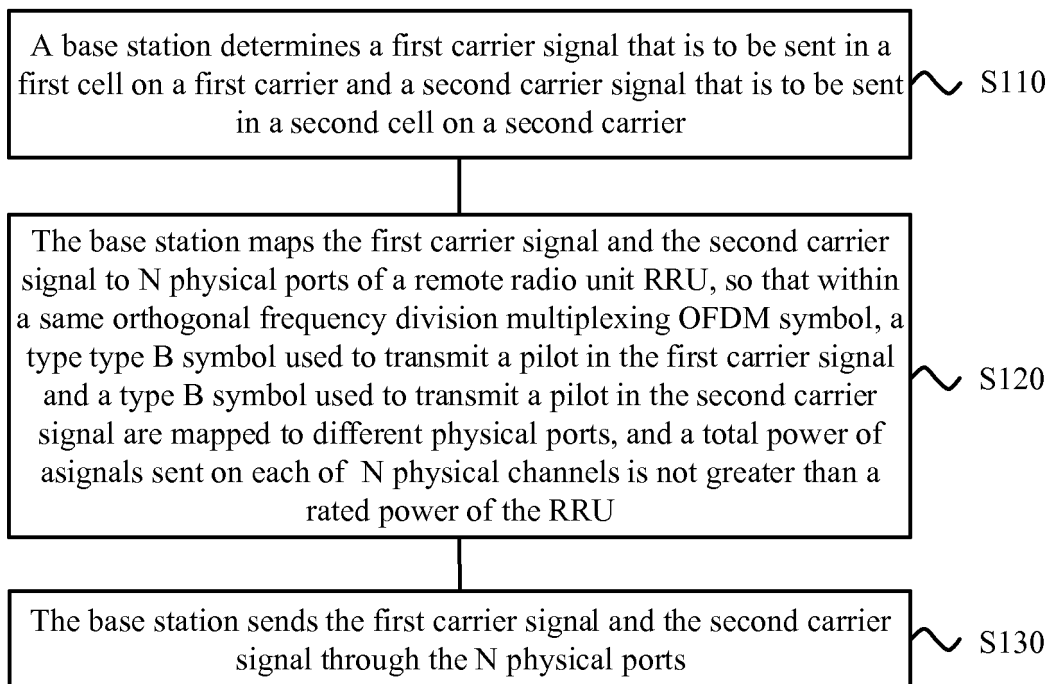 A base station determines a first carrier signal that is to be sent in a
first cell on a first carrier and a second carrier signal that is to be sent
in a second cell on a second carrier
S110
The base station maps the first carrier signal and the second carrier
signal to N physical ports of a remote radio unit RRU, so that within
a same orthogonal frequency division multiplexing OFDM symbol, a
type type B symbol used to transmit a pilot in the first carrier signal
and a type B symbol used to transmit a pilot in the second carrier
signal are mapped to different physical ports, and a total power of
asignals sent on each of N physical channels is not greater than a
rated power of the RRU
S120
The base station sends the first carrier signal and the second carrier
signal through the N physical ports
S130